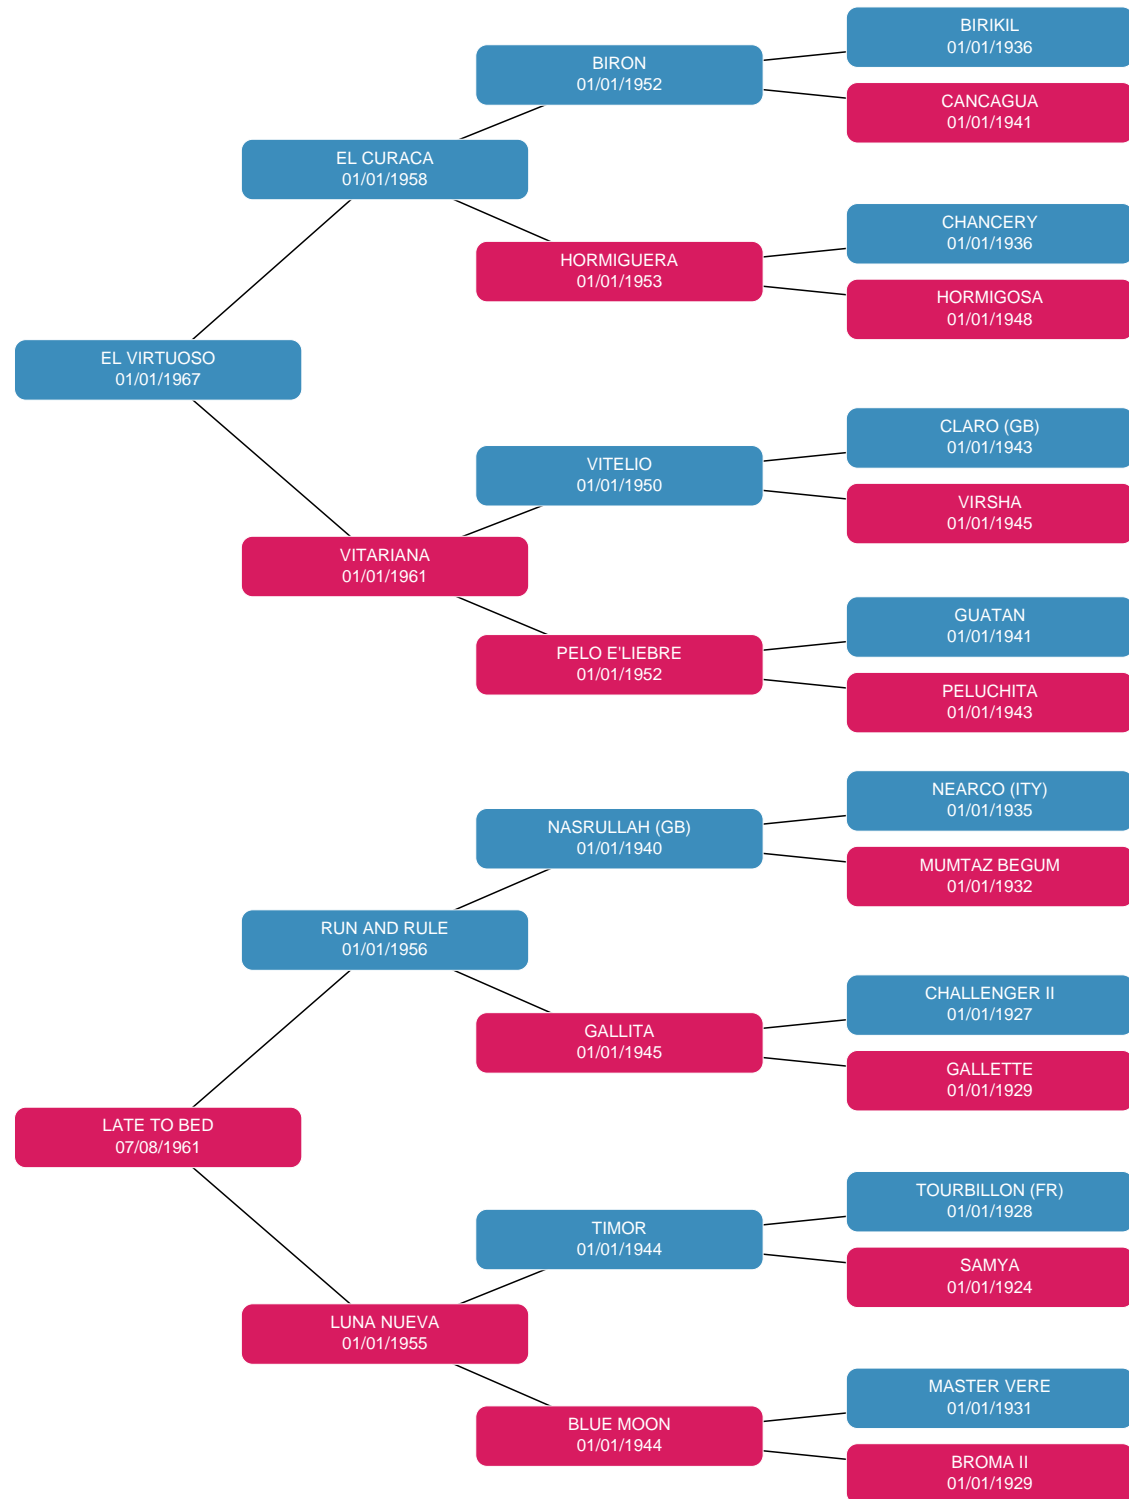 BIRIKIL
01/01/1936
BIRON
01/01/1952
CANCAGUA
01/01/1941
EL CURACA
01/01/1958
CHANCERY
01/01/1936
HORMIGUERA
01/01/1953
HORMIGOSA
01/01/1948
EL VIRTUOSO
01/01/1967
CLARO (GB)
01/01/1943
VITELIO
01/01/1950
VIRSHA
01/01/1945
VITARIANA
01/01/1961
GUATAN
01/01/1941
PELO E'LIEBRE
01/01/1952
PELUCHITA
01/01/1943
NEARCO (ITY)
01/01/1935
NASRULLAH (GB)
01/01/1940
MUMTAZ BEGUM
01/01/1932
RUN AND RULE
01/01/1956
CHALLENGER II
01/01/1927
GALLITA
01/01/1945
GALLETTE
01/01/1929
LATE TO BED
07/08/1961
TOURBILLON (FR)
01/01/1928
TIMOR
01/01/1944
SAMYA
01/01/1924
LUNA NUEVA
01/01/1955
MASTER VERE
01/01/1931
BLUE MOON
01/01/1944
BROMA II
01/01/1929